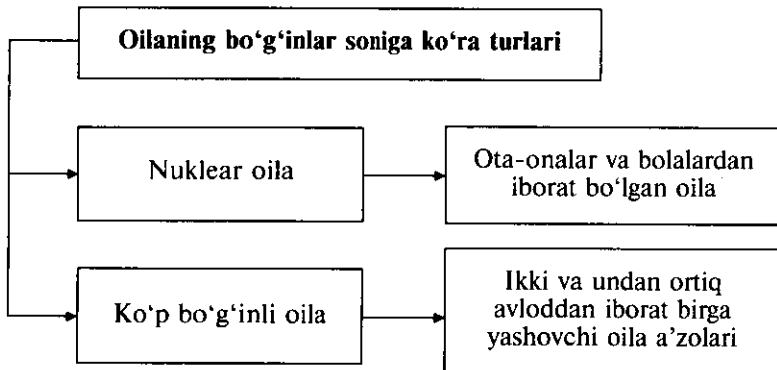 Oilaning bo‘g‘inlar soniga ko‘ra turlari
Nuklear oila
Ota-onalar va bolalardan
iborat bo‘lgan oila
Ko‘p bo‘g‘inli oila
Ikki va undan ortiq
avloddan iborat birga
yashovchi oila a’zolari